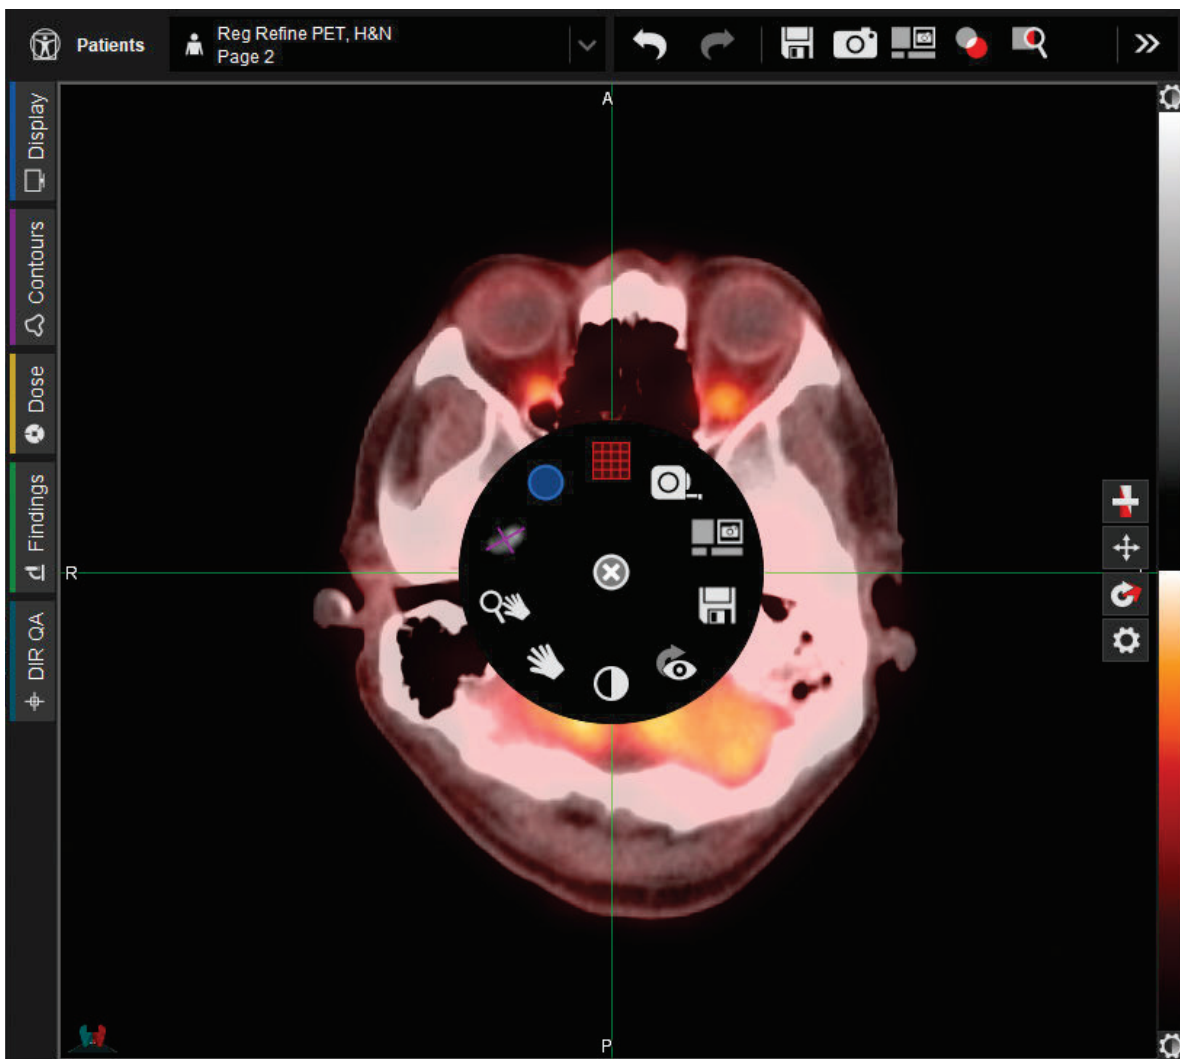 Patients
Reg Refine PET, H&N
Page 2
Display
Contours
Dose
Findings
DIR QA
A
R
P